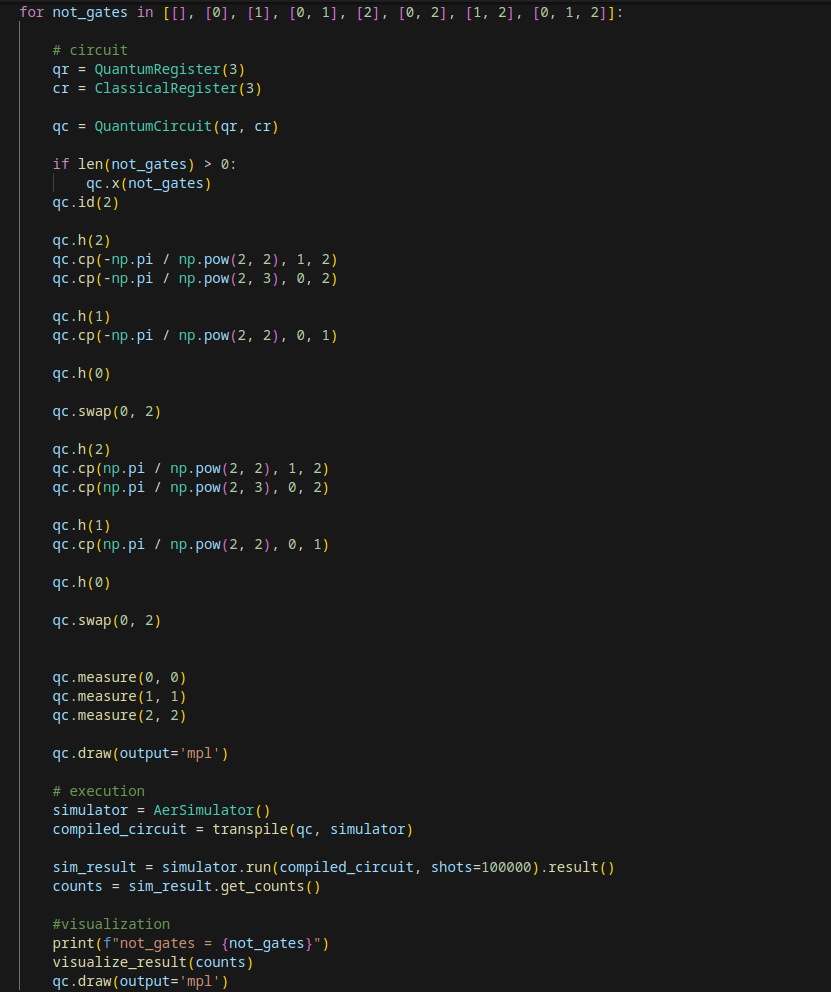 for not_gates in [[], [0], [1], [0, 1], [2], [0, 2], [1, 2], [0, 1, 2]]:
# circuit
qr = QuantumRegister(3)
cr = ClassicalRegister(3)
qc = QuantumCircuit(qr, cr)
if len(not_gates) > 0:
qc.x(not_gates)
qc.id(2)
qc.h(2)
qc.cp(-np.pi / np.pow(2, 2), 1, 2)
qc.cp(-np.pi / np.pow(2, 3), 0, 2)
qc.h(1)
qc.cp(-np.pi / np.pow(2, 2), 0, 1)
qc.h(0)
qc.swap(0, 2)
qc.h(2)
qc.cp(np.pi / np.pow(2, 2), 1, 2)
qc.cp(np.pi / np.pow(2, 3), 0, 2)
qc.h(1)
qc.cp(np.pi / np.pow(2, 2), 0, 1)
qc.h(0)
qc.swap(0, 2)
qc.measure(0, 0)
qc.measure(1, 1)
qc.measure(2, 2)
qc.draw(output='mpl')
# execution
simulator = AerSimulator()
compiled_circuit = transpile(qc, simulator)
sim_result = simulator.run(compiled_circuit, shots=100000).result()
counts = sim_result.get_counts()
#visualization
print(f"not_gates = {not_gates}")
visualize_result(counts)
qc.draw(output='mpl')